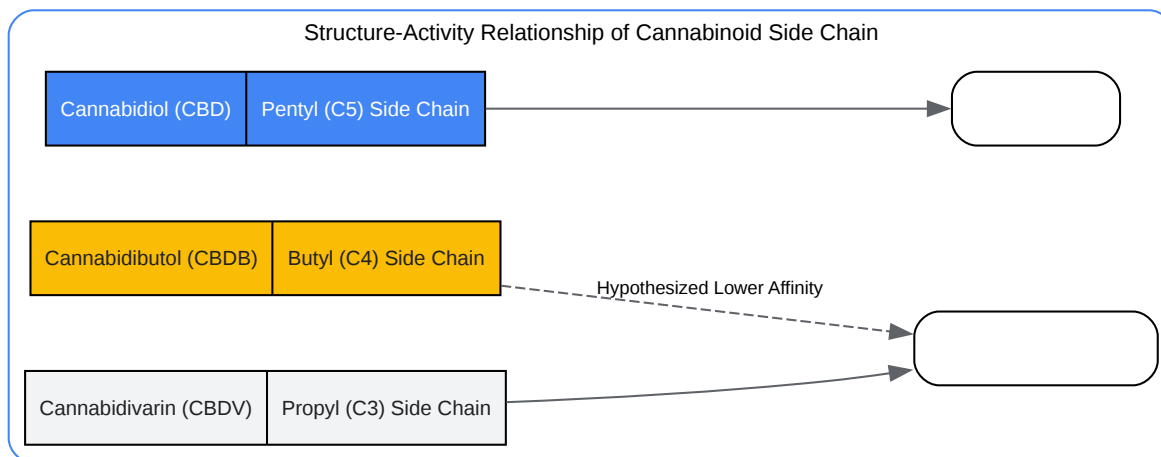 Structure-Activity Relationship of Cannabinoid Side Chain
Cannabidiol (CBD) Pentyl (C5) Side Chain
Cannabidibutol (CBDB) Butyl (C4) Side Chain
Hypothesized Lower Affinity
Cannabidivarin (CBDV) Propyl (C3) Side Chain